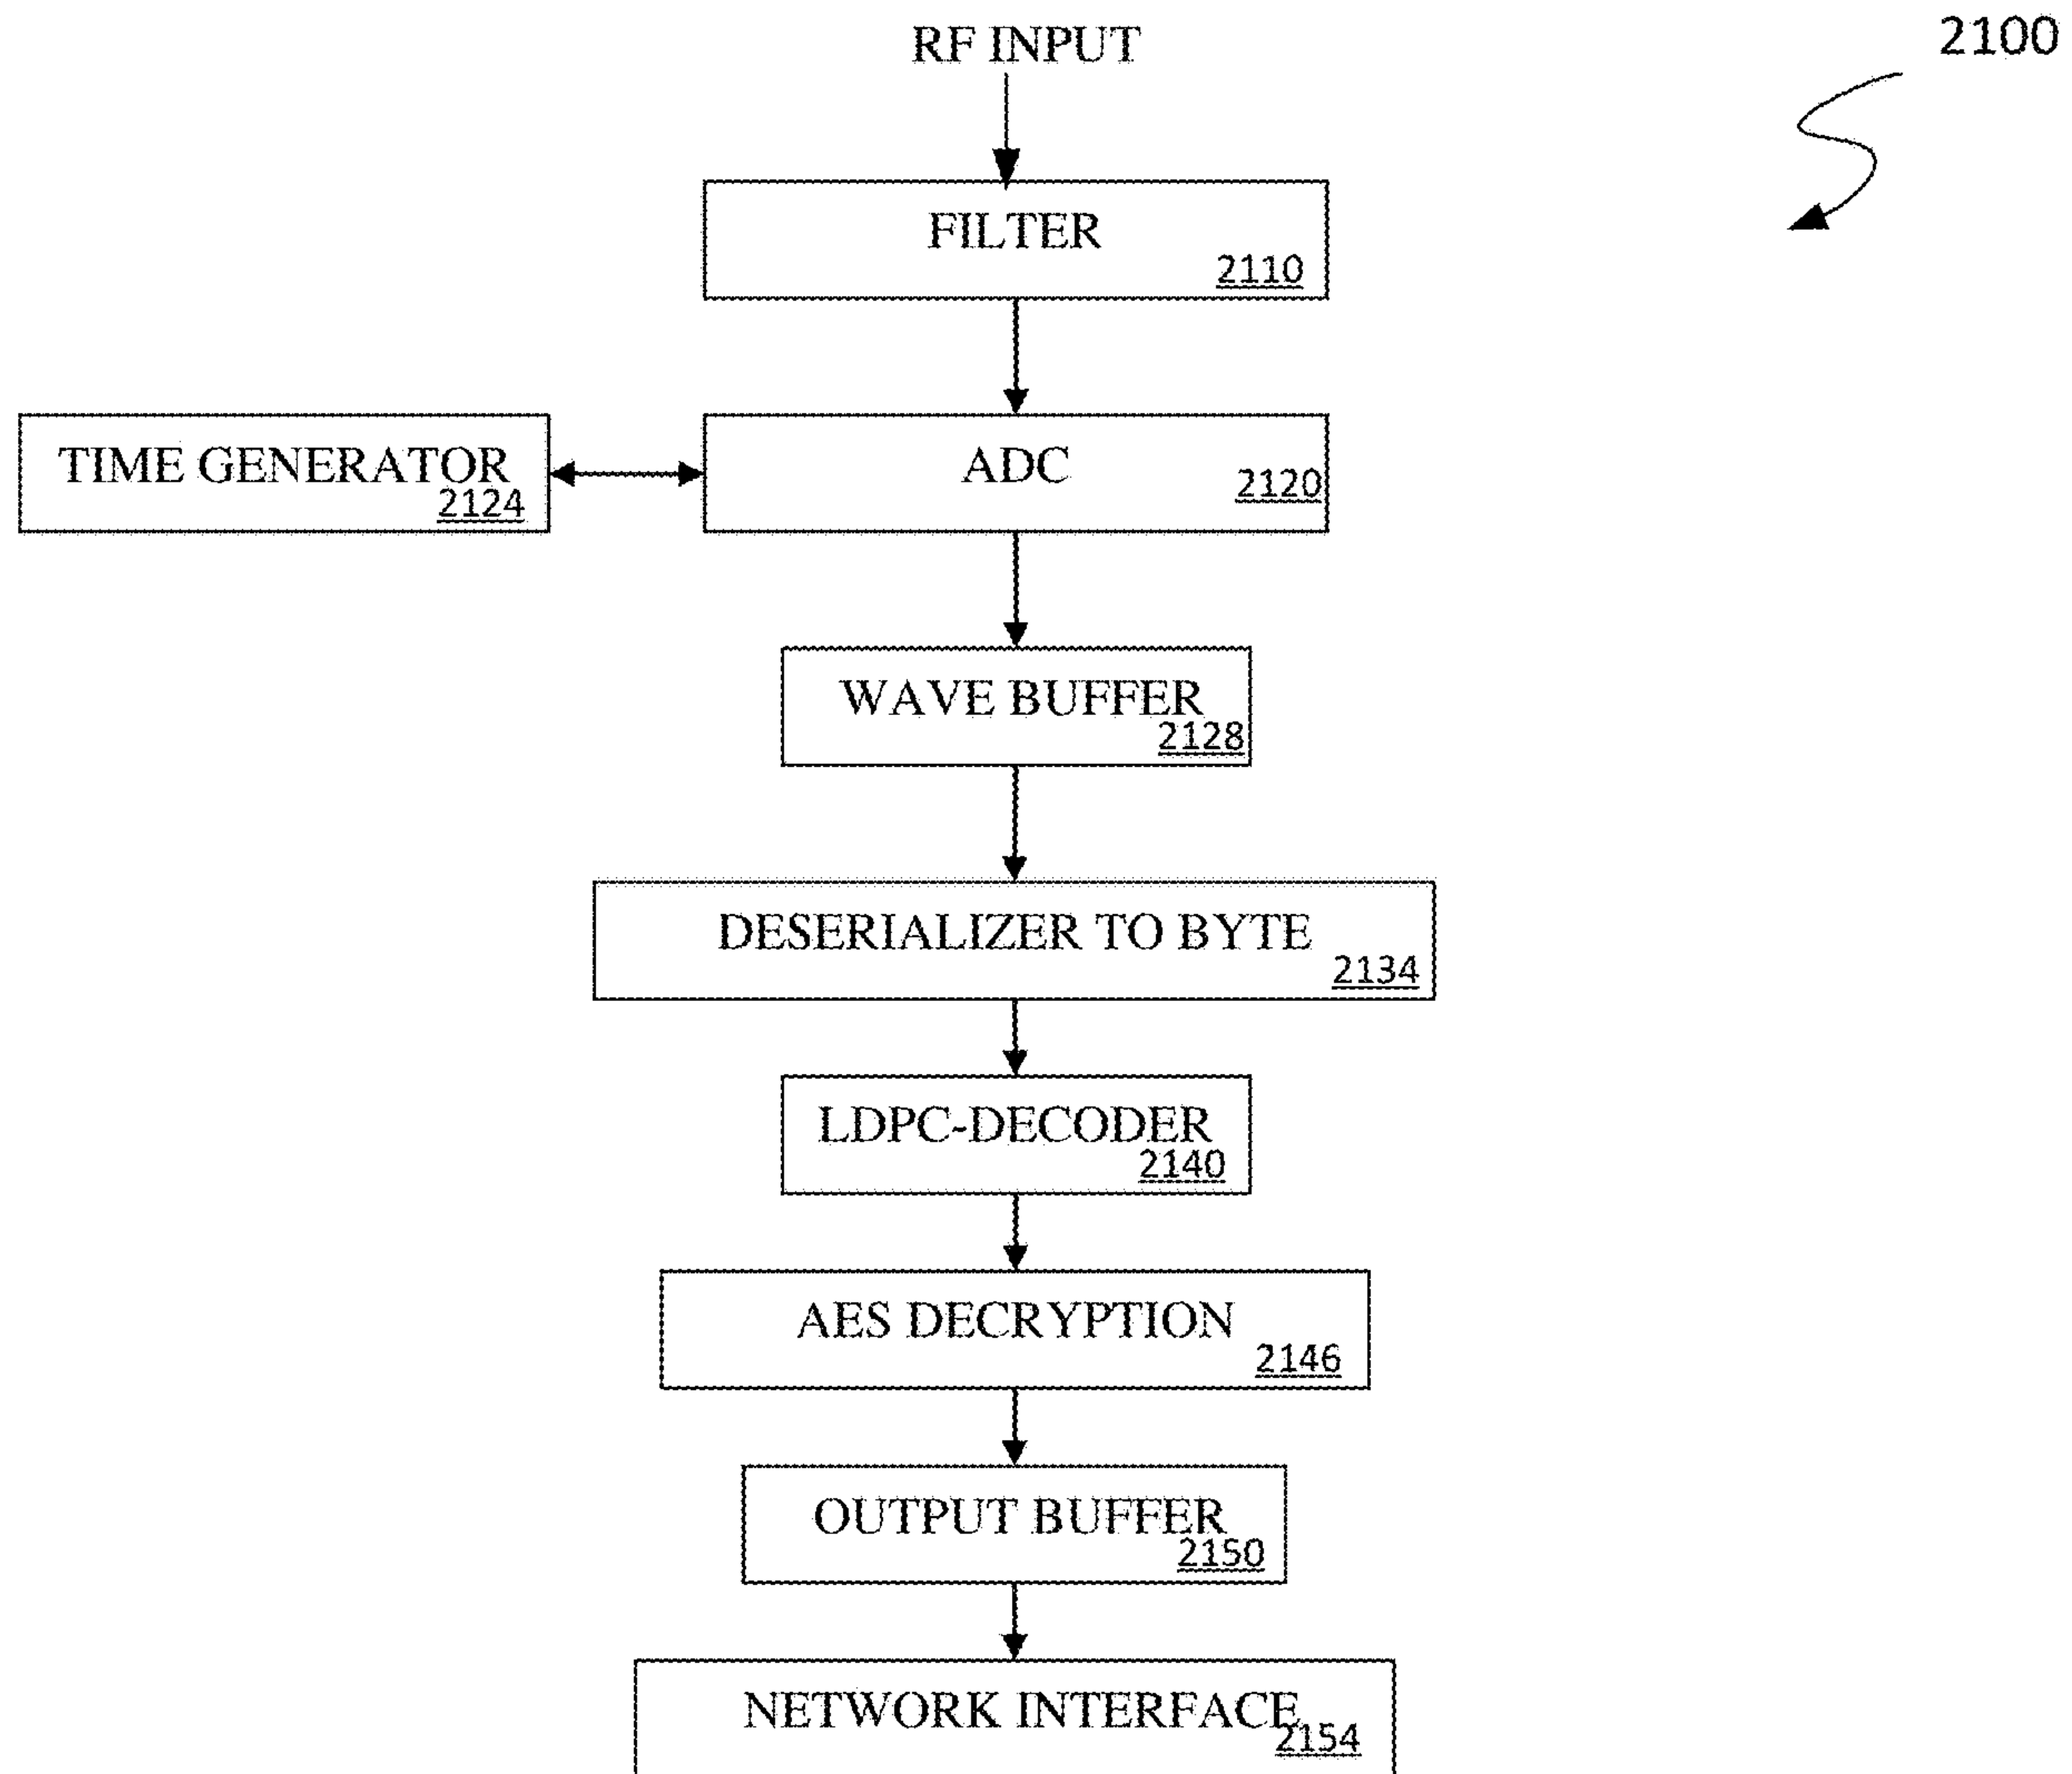 RF INPUT
2100
FILTER
2110
TIME GENERATOR
2124
ADC
2120
WAVE BUFFER
2128
DESERIALIZER TO BYTE
2134
LDPC-DECODER
2140
AES DECRYPTION
2146
OUTPUT BUFFER
2150
NETWORK INTERFACE
2154